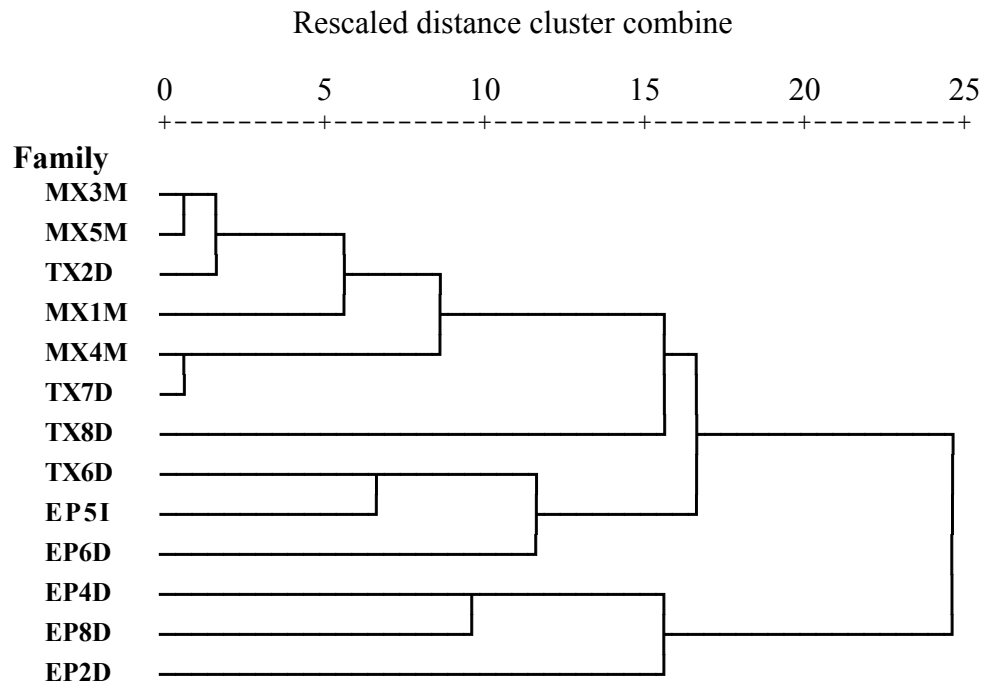 Rescaled distance cluster combine
0 5 10 15 20 25
+---------+---------+---------+---------+---------+
Family
MX3M
MX5M
TX2D
MX1M
MX4M
TX7D
TX8D
TX6D
EP5I
EP6D
EP4D
EP8D
EP2D